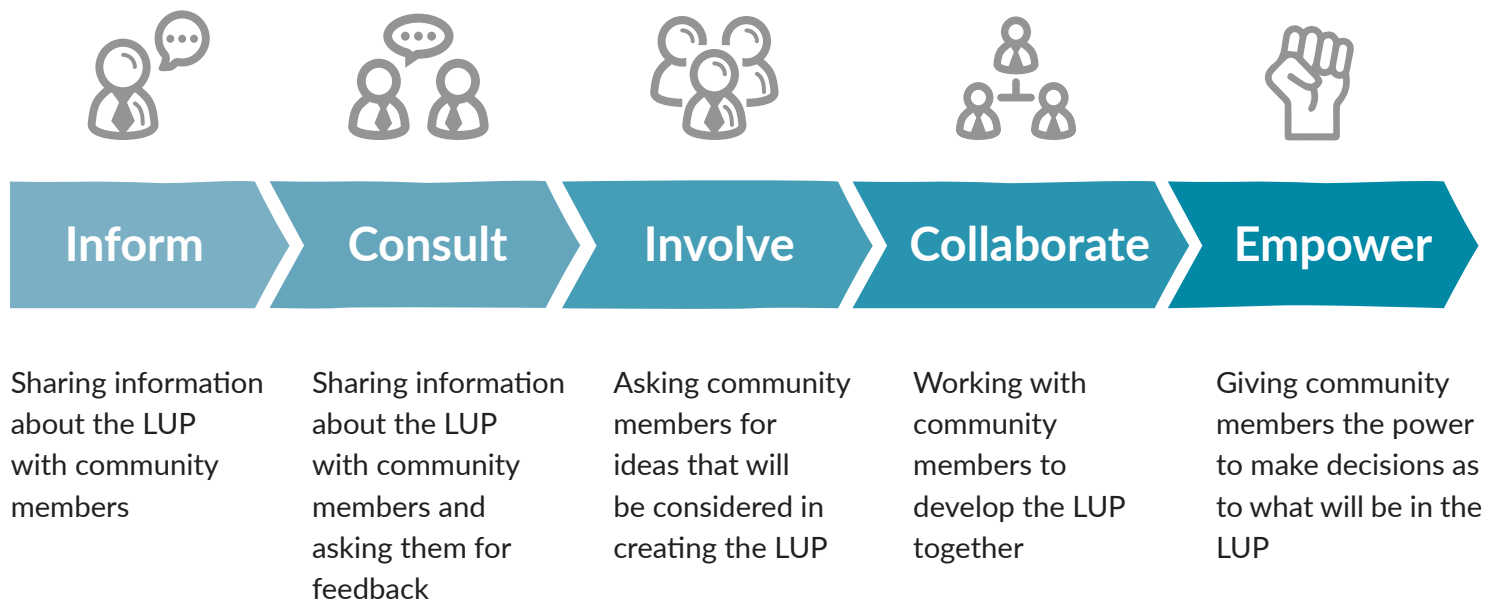 Inform
Consult
Involve
Collaborate
Empower
Sharing information
about the LUP
with community
members
Sharing information
about the LUP
with community
members and
asking them for
feedback
Asking community
members for
ideas that will
be considered in
creating the LUP
Working with
community
members to
develop the LUP
together
Giving community
members the power
to make decisions as
to what will be in the
LUP